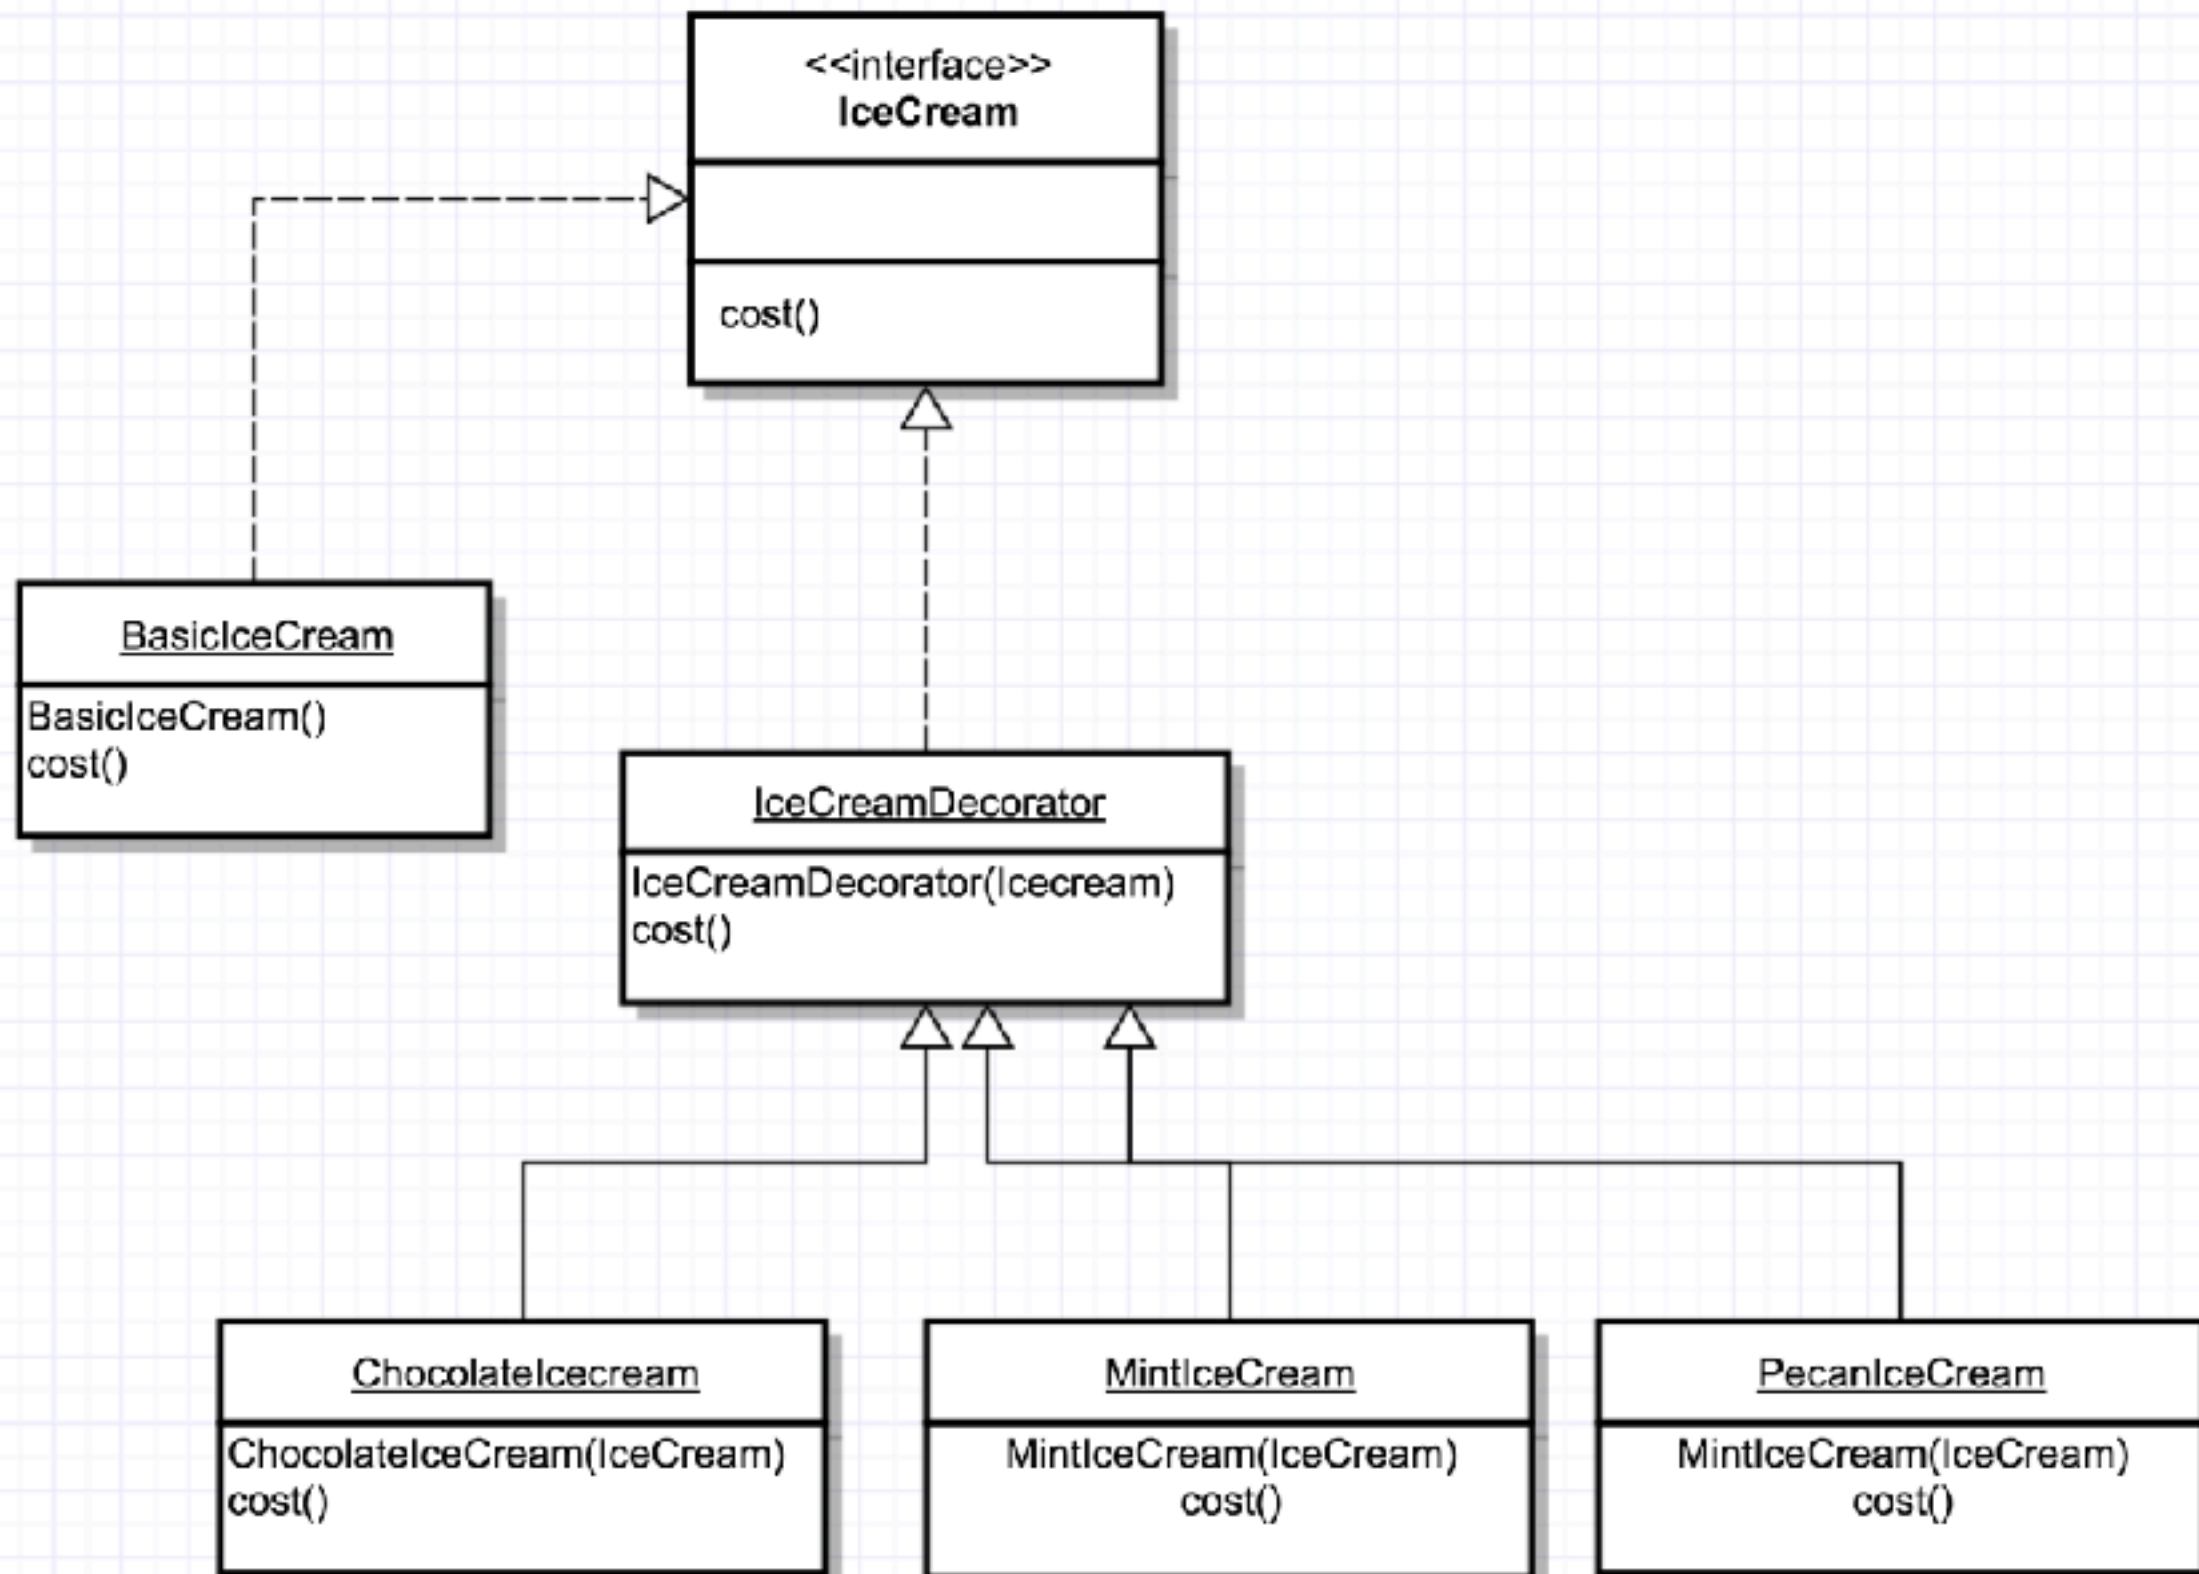 <<interface>>
IceCream
cost()
BasicIceCream
BasicIceCream()
cost()
IceCreamDecorator
IceCreamDecorator(Icecream)
cost()
ChocolateIcecream
ChocolateIceCream(IceCream)
cost()
MintIceCream
MintIceCream(IceCream)
cost()
PecanIceCream
MintIceCream(IceCream)
cost()